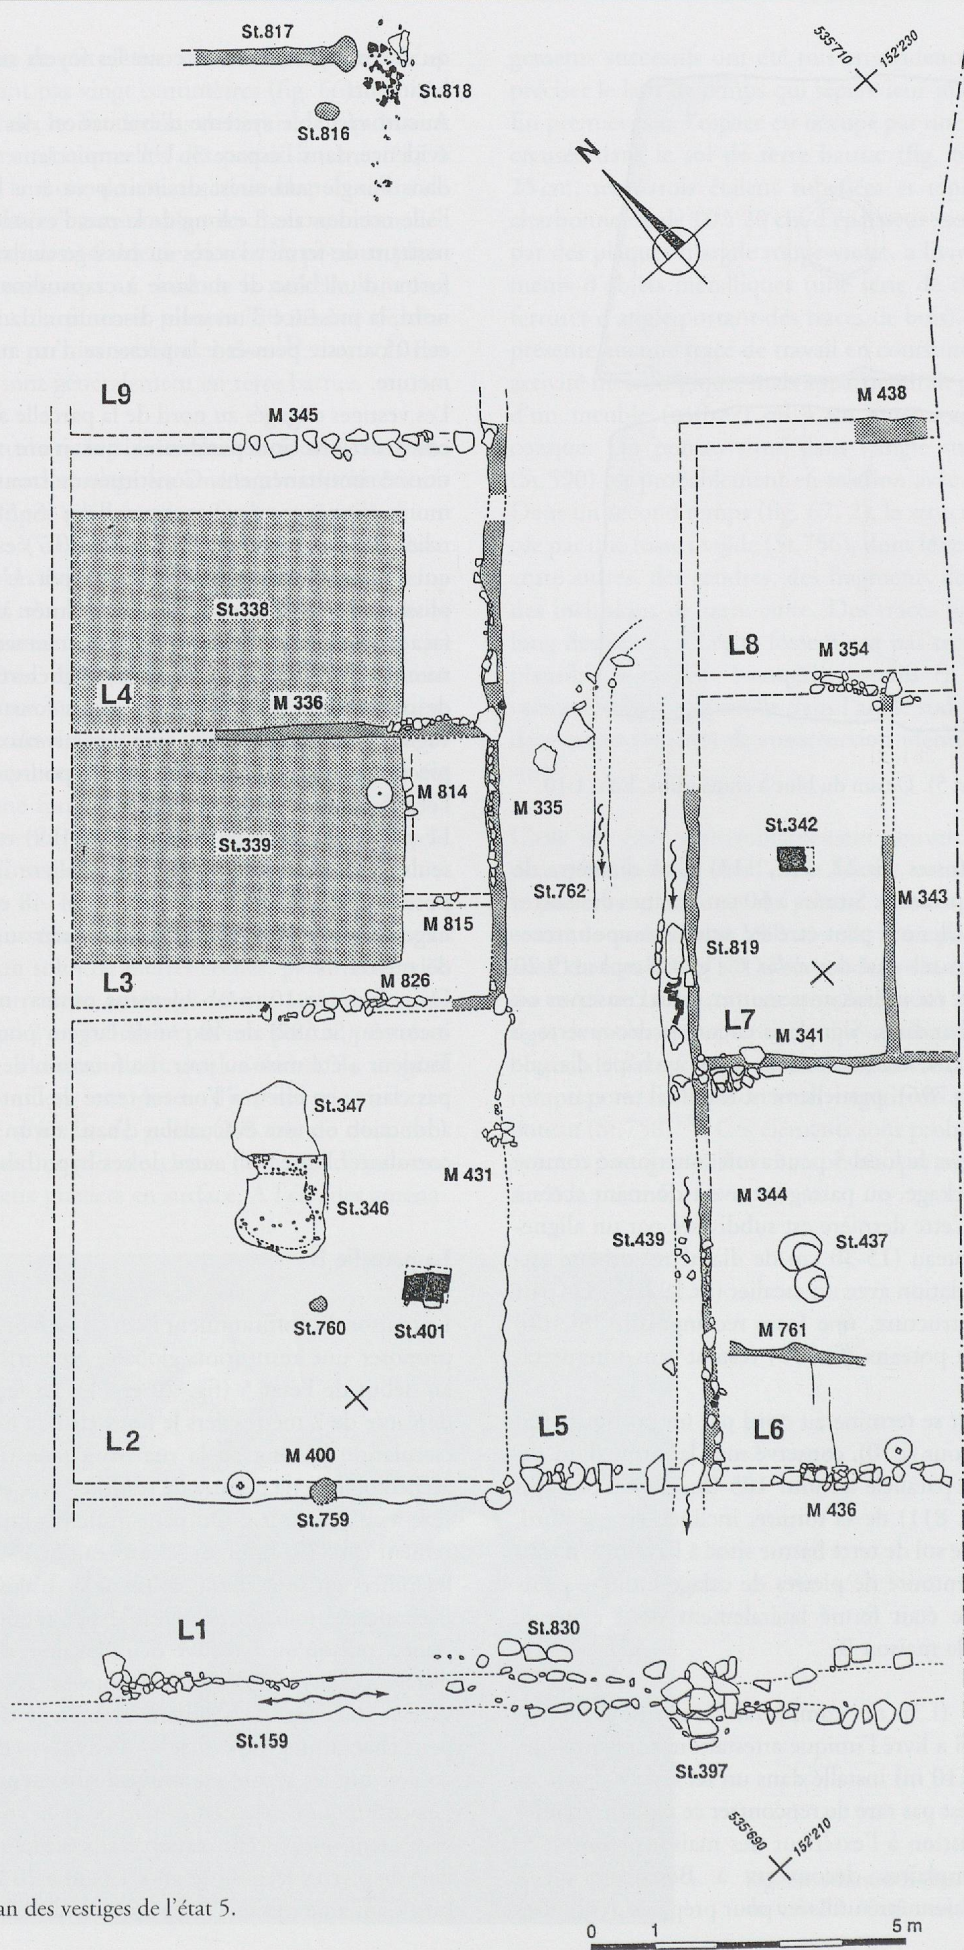 St.817
St.818
St.816
535'710
152'230
N
L9
M 345
M 438
St.338
L8
M 354
L4
M 336
M 814
M 335
St.342
St.339
St.762
M 343
M 815
St.819
L3
M 826
L7
M 341
St.347
M 431
M 344
St.346
St.439
St.437
St.760
St.401
M 761
L2
L5
L6
M 400
St.759
M 436
L1
St.830
St.159
St.397
535'690
152'210
an des vestiges de l'état 5.
0 1 5 m